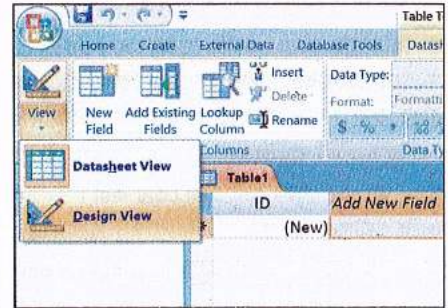 Table T
Home Create External Data Database Tools Datash
View
New Field
Add Existing Fields
Lookup Column
Insert
Delete
Rename
Data Type:
Format: Formatti
$ %
Columns
Data Ty
Datasheet View
Design View
Table1
ID Add New Field
(New)